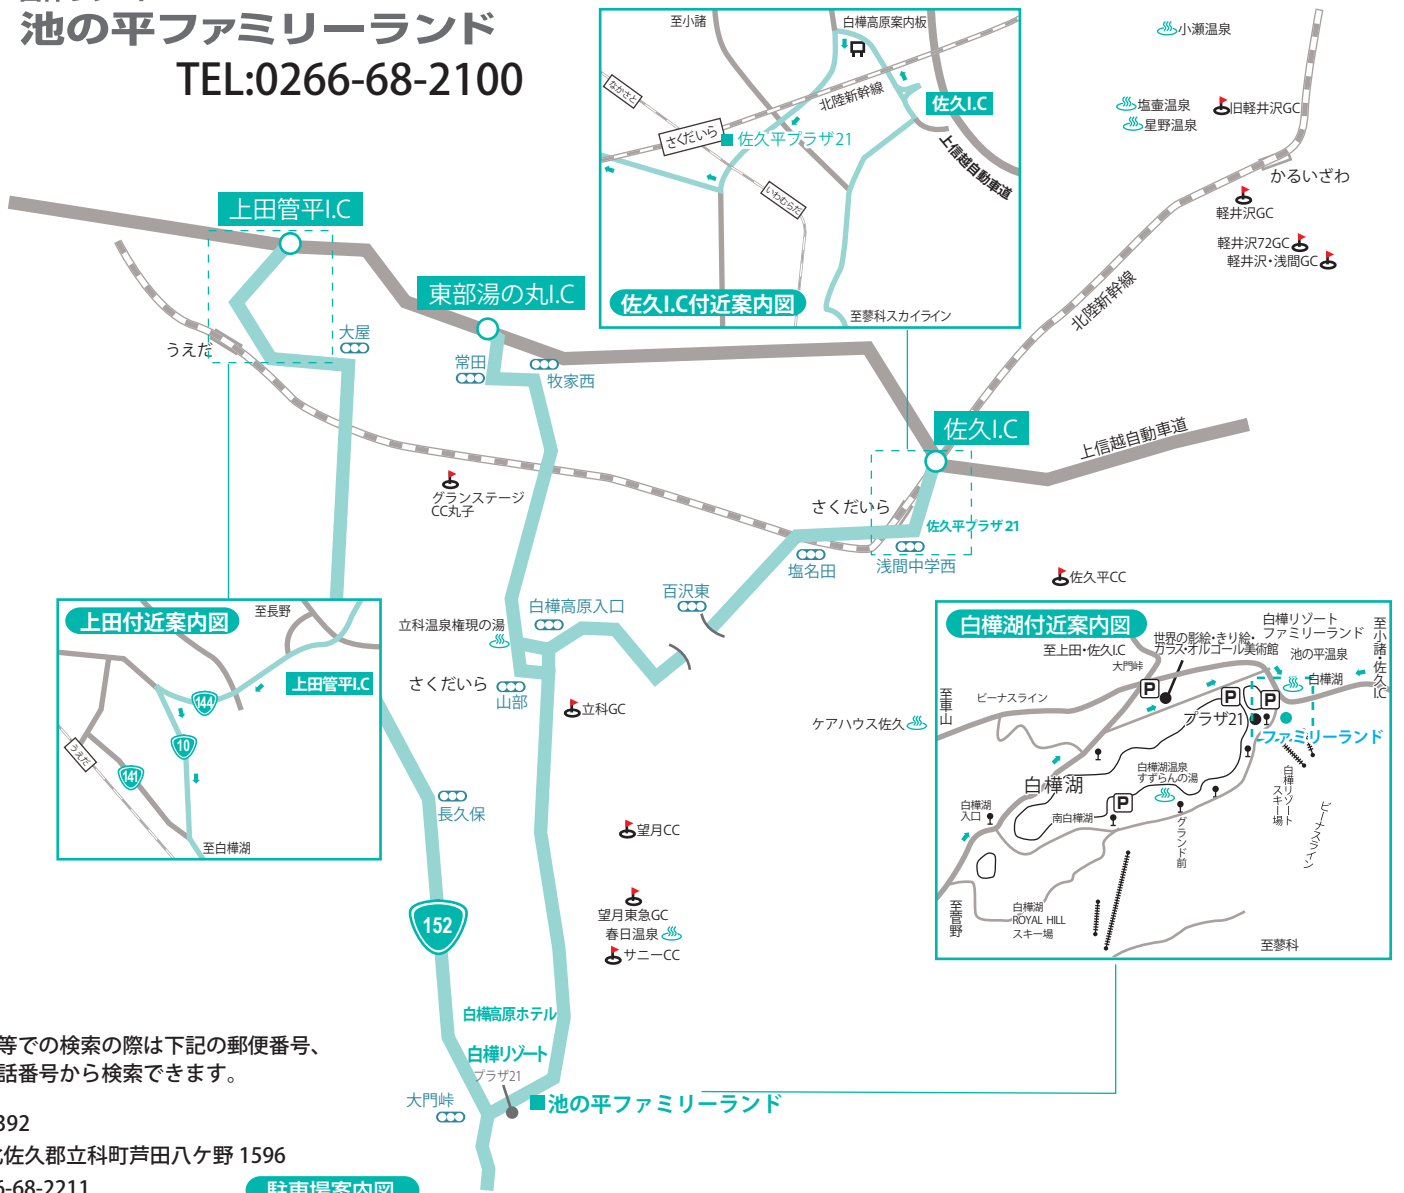 池の平ファミリーランド
TEL:0266-68-2100
至小諸
白樺高原案内板
なかさと
北陸新幹線
佐久I.C
さくだいら
佐久平プラザ21
上信越自動車道
いわむらだ
佐久I.C付近案内図
至蓼科スカイライン
小瀬温泉
塩壷温泉
星野温泉
旧軽井沢GC
かるいざわ
軽井沢GC
軽井沢72GC
軽井沢・浅間GC
北陸新幹線
上田管平I.C
東部湯の丸I.C
うえだ
大屋
常田
牧家西
佐久I.C
上信越自動車道
グランステージ
CC丸子
さくだいら
佐久平プラザ21
塩名田
浅間中学西
佐久平CC
百沢東
白樺高原入口
立科温泉権現の湯
さくだいら
山部
立科GC
上田付近案内図
至長野
上田管平I.C
144
10
141
うえだ
至白樺湖
白樺湖付近案内図
至上田・佐久I.C
大門峠
世界の影絵・きり絵・
ガラス・オルゴール美術館
白樺リゾート
ファミリーランド
池の平温泉
白樺湖
至小諸・佐久I.C
至車山
ビーナスライン
P
P
P
プラザ21
ファミリーランド
白樺湖
白樺湖温泉
すずらんの湯
白樺湖
入口
南白樺湖
P
グランド前
白樺リゾート
スキー場
ビーナスライン
至菅野
白樺湖
ROYAL HILL
スキー場
至蓼科
ケアハウス佐久
長久保
望月CC
152
望月東急GC
春日温泉
サニーCC
白樺高原ホテル
白樺リゾート
プラザ21
大門峠
池の平ファミリーランド
等での検索の際は下記の郵便番号、
話番号から検索できます。
392
佐久郡立科町芦田八ケ野 1596
6-68-2211
駐車場案内図